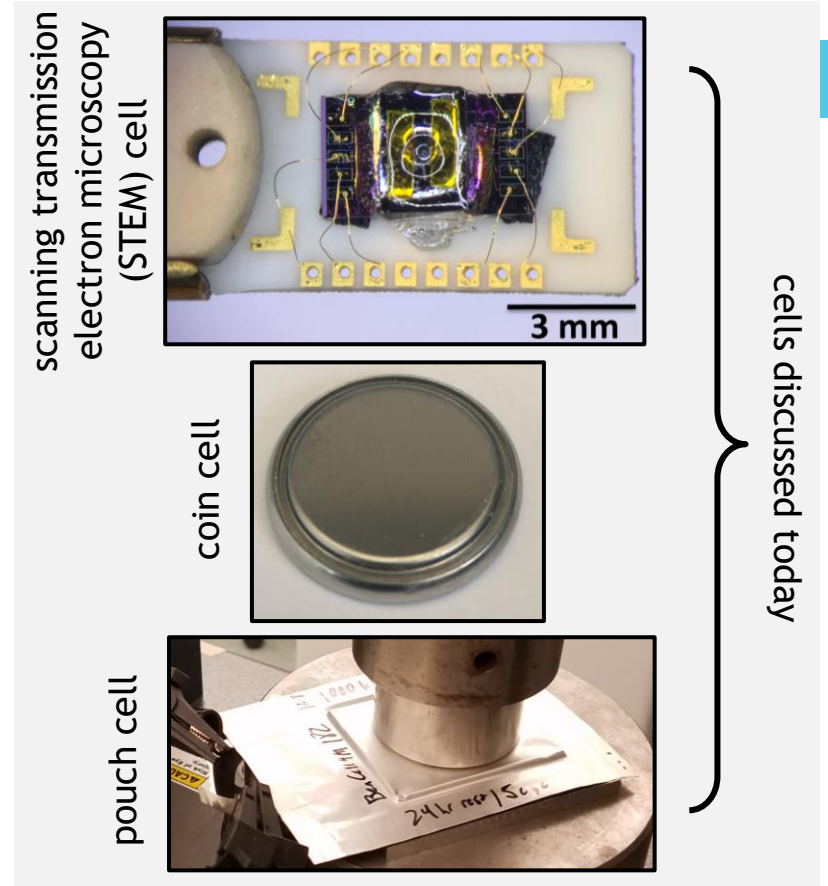 scanning transmission
electron microscopy
(STEM) cell
3 mm
coin cell
pouch cell
cells discussed today